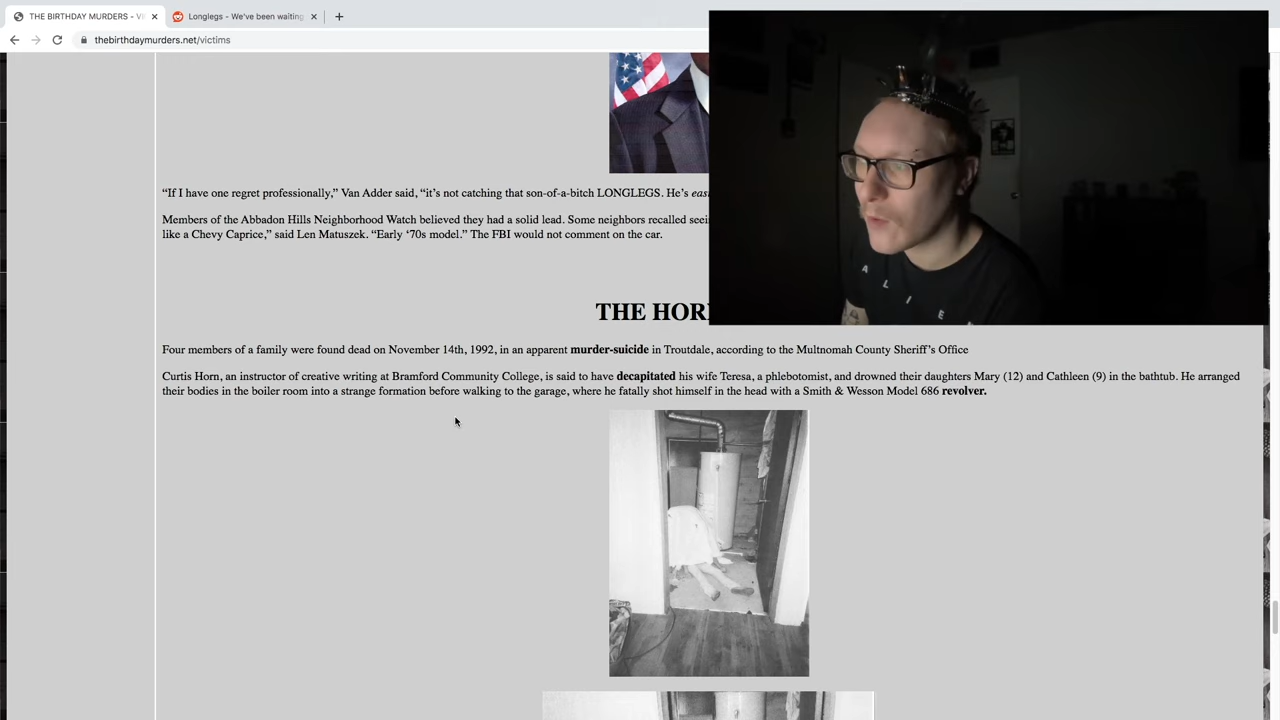 THE BIRTHDAY MURDERS - VI
Longlegs - We've been waiting
thebirthdaymurders.net/victims
“If I have one regret professionally,” Van Adder said, “it’s not catching that son-of-a-bitch LONGLEGS. He’s
Members of the Abbadon Hills Neighborhood Watch believed they had a solid lead. Some neighbors recalled
like a Chevy Caprice,” said Len Matuszek. “Early ‘70s model.” The FBI would not comment on the car.
THE HOR
Four members of a family were found dead on November 14th, 1992, in an apparent murder-suicide in Troutdale, according to the Multnomah County Sheriff’s Office
Curtis Horn, an instructor of creative writing at Bramford Community College, is said to have decapitated his wife Teresa, a phlebotomist, and drowned their daughters Mary (12) and Cathleen (9) in the bathtub. He arranged
their bodies in the boiler room into a strange formation before walking to the garage, where he fatally shot himself in the head with a Smith & Wesson Model 686 revolver.
A L I E